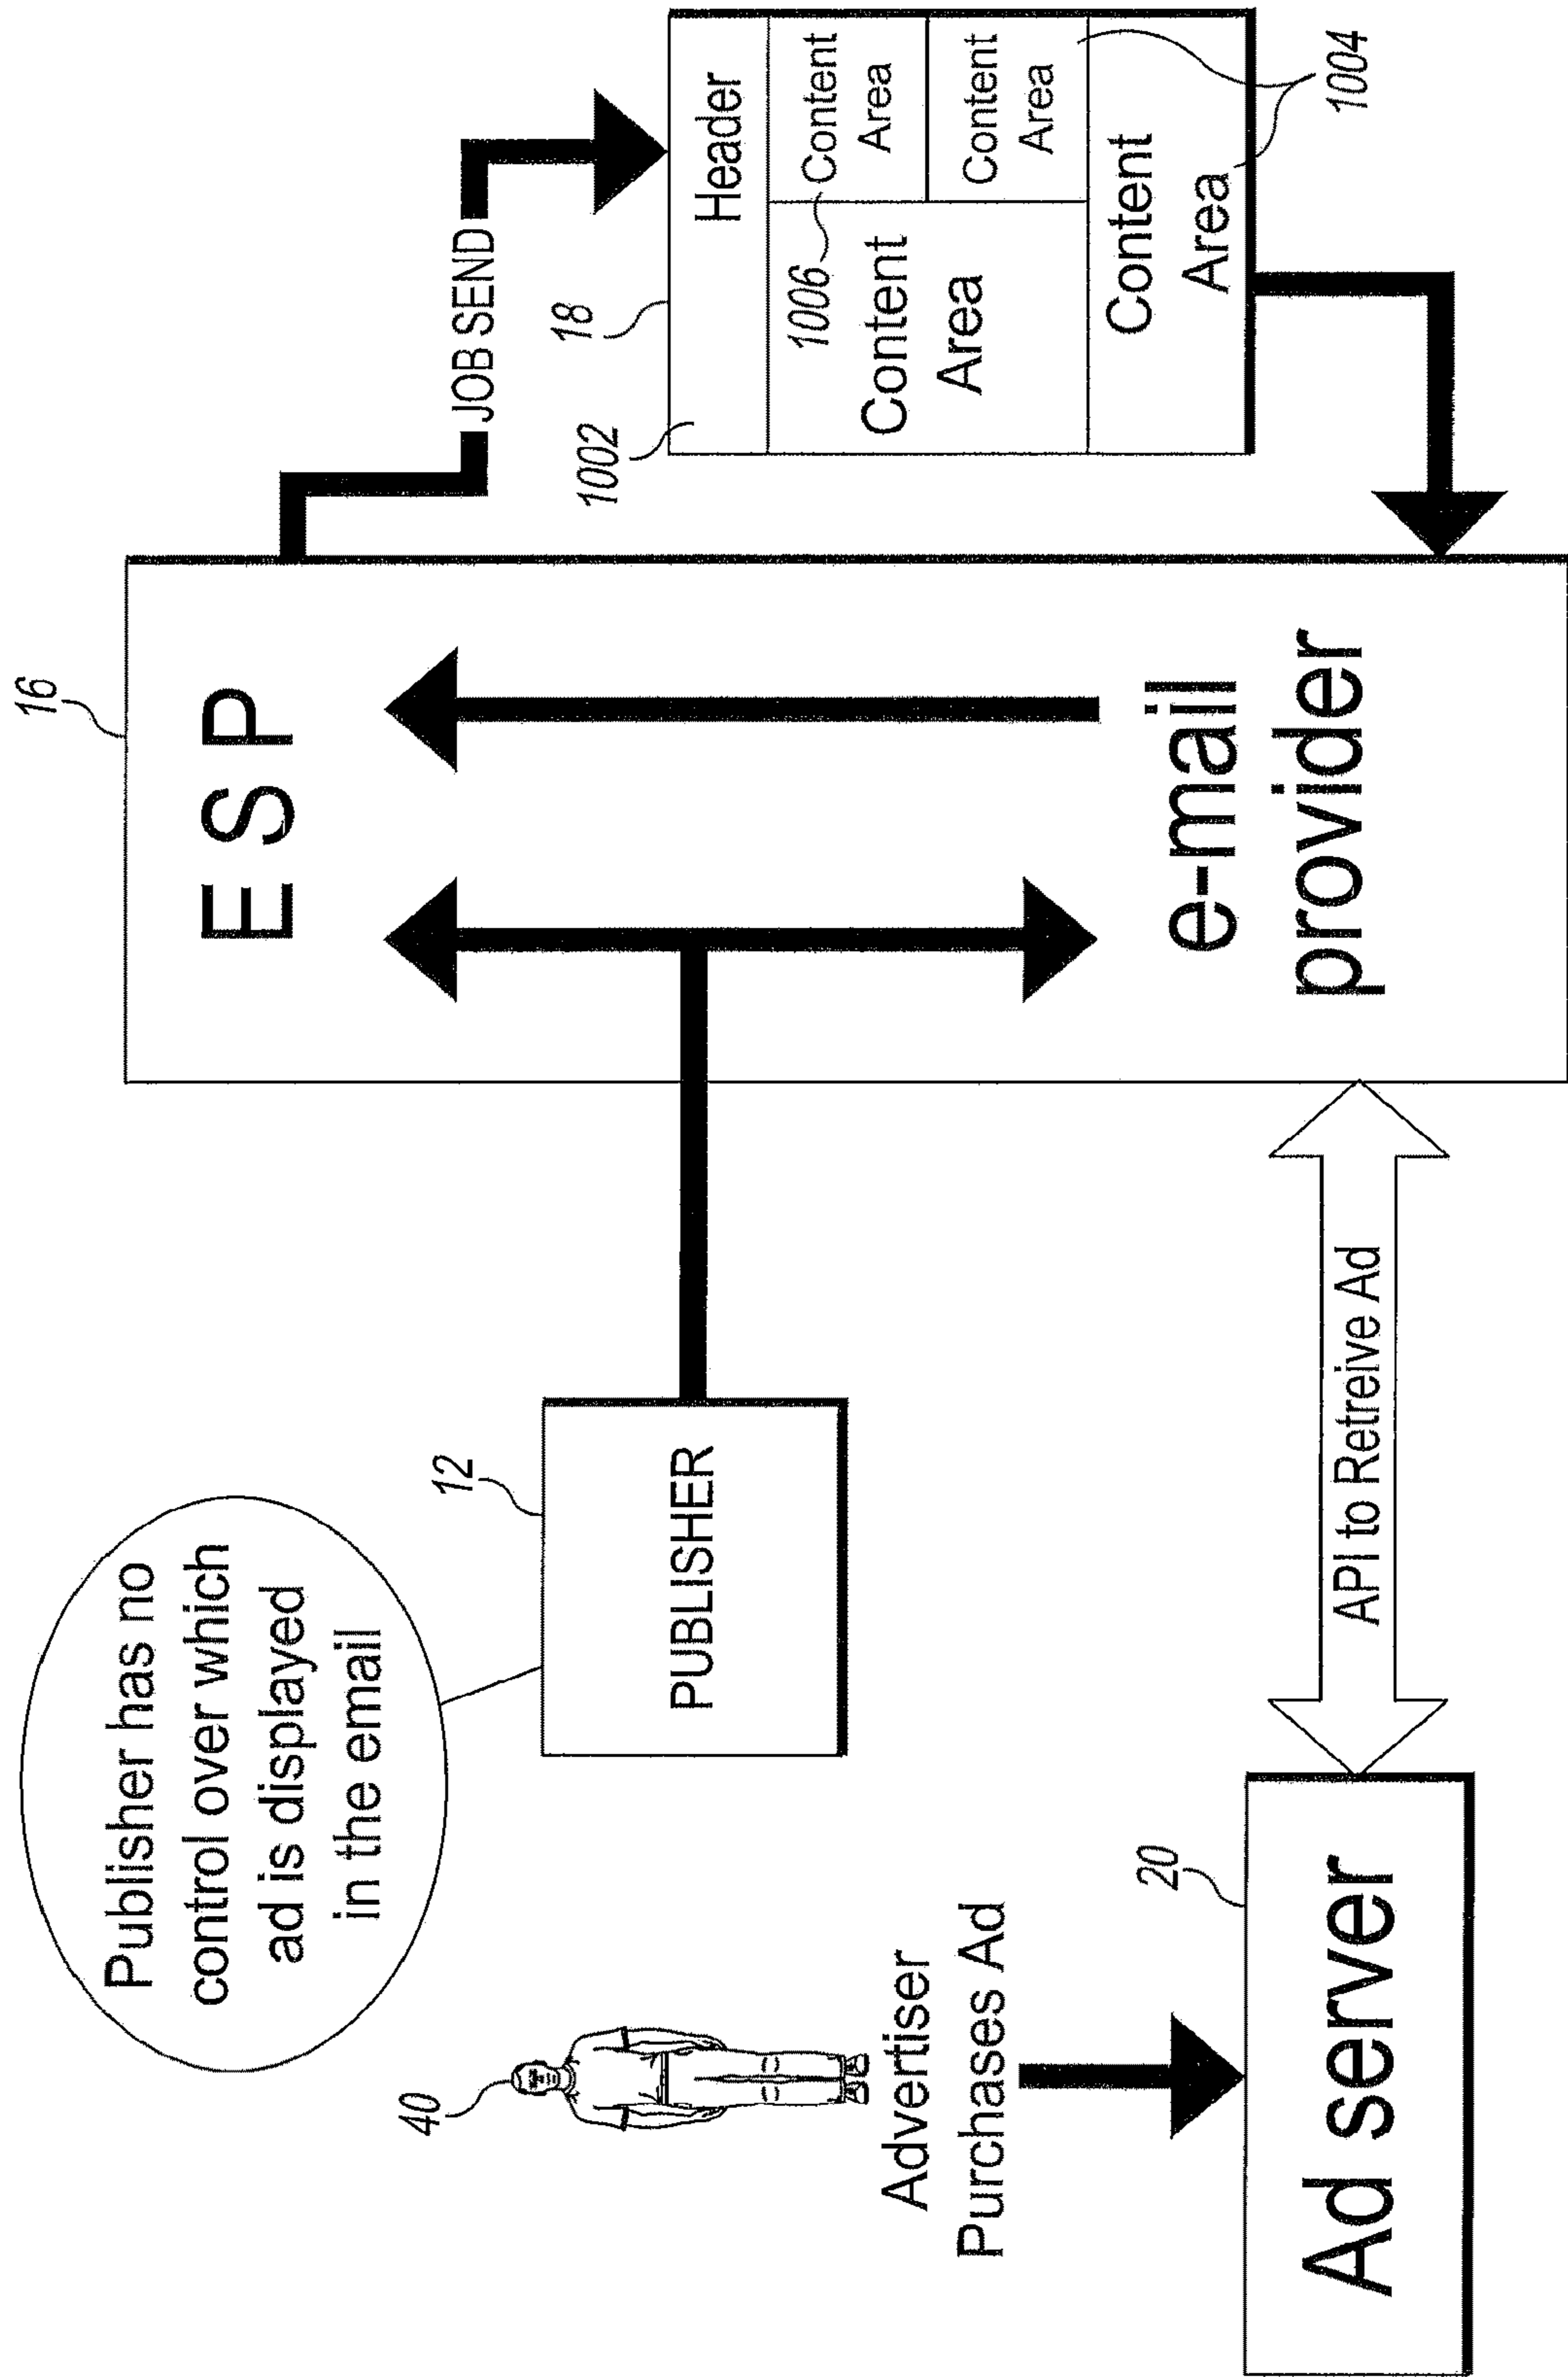 Publisher has no
control over which
ad is displayed
in the email
40
Advertiser
Purchases Ad
20
Ad server
12
PUBLISHER
API to Retreive Ad
16
E S P
e-mail
provider
JOB SEND
18
1002
Header
1006
Content
Area
Content
Area
Content
Area
Content
Area
1004